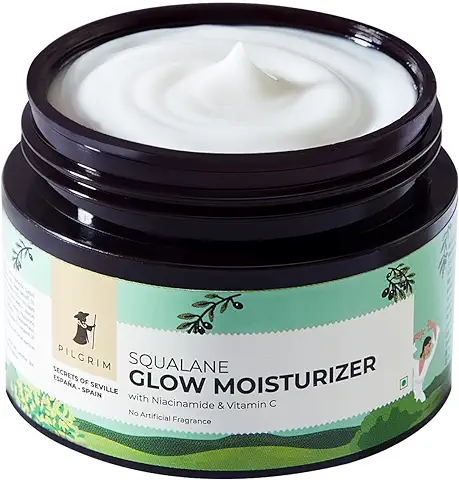 PILGRIM
SECRETS OF SEVILLE
ESPAÑA - SPAIN
SQUALANE
GLOW MOISTURIZER
with Niacinamide & Vitamin C
No Artificial Fragrance